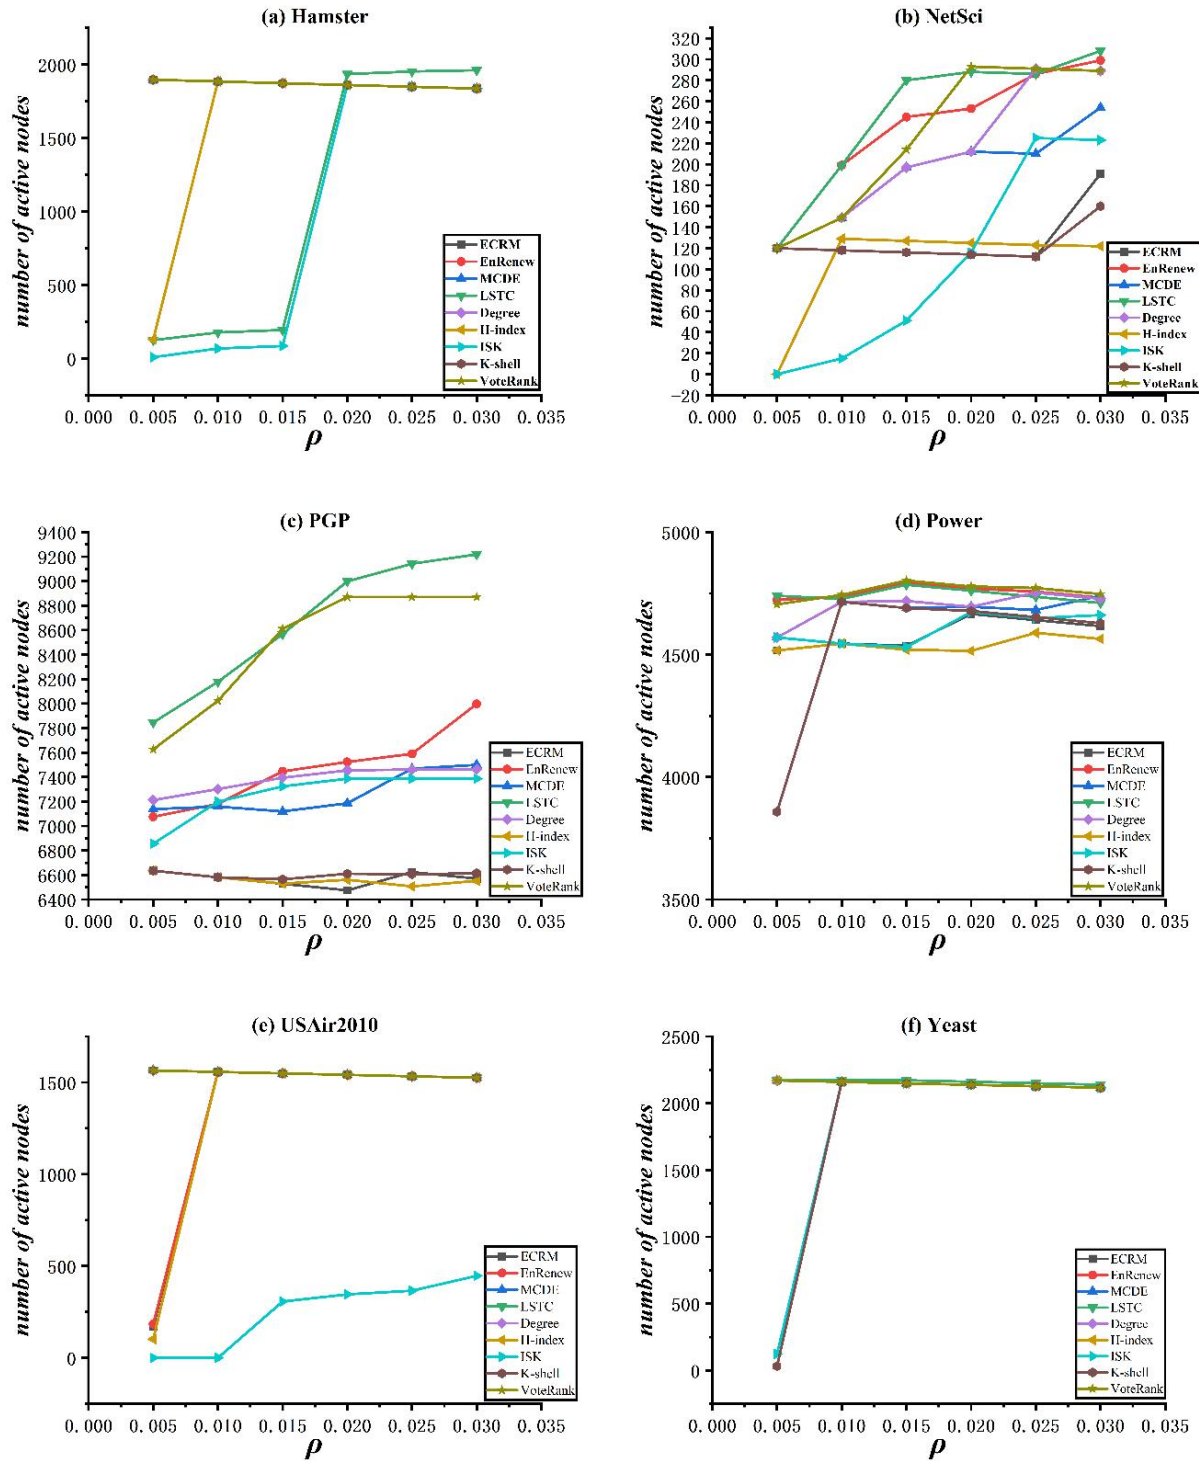 (a) Hamster
number of active nodes
2000
1500
1000
500
0
0.000 0.005 0.010 0.015 0.020 0.025 0.030 0.035
ρ
ECRM
EnRenew
MCDE
LSTC
Degree
H-index
ISK
K-shell
VoteRank
(b) NetSci
number of active nodes
320
300
280
260
240
220
200
180
160
140
120
100
80
60
40
20
0
-20
0.000 0.005 0.010 0.015 0.020 0.025 0.030 0.035
ρ
ECRM
EnRenew
MCDE
LSTC
Degree
H-index
ISK
K-shell
VoteRank
(c) PGP
number of active nodes
9400
9200
9000
8800
8600
8400
8200
8000
7800
7600
7400
7200
7000
6800
6600
6400
0.000 0.005 0.010 0.015 0.020 0.025 0.030 0.035
ρ
ECRM
EnRenew
MCDE
LSTC
Degree
H-index
ISK
K-shell
VoteRank
(d) Power
number of active nodes
5000
4500
4000
3500
0.000 0.005 0.010 0.015 0.020 0.025 0.030 0.035
ρ
ECRM
EnRenew
MCDE
LSTC
Degree
H-index
ISK
K-shell
VoteRank
(e) USAir2010
number of active nodes
1500
1000
500
0
0.000 0.005 0.010 0.015 0.020 0.025 0.030 0.035
ρ
ECRM
EnRenew
MCDE
LSTC
Degree
H-index
ISK
K-shell
VoteRank
(f) Yeast
number of active nodes
2500
2000
1500
1000
500
0
0.000 0.005 0.010 0.015 0.020 0.025 0.030 0.035
ρ
ECRM
EnRenew
MCDE
LSTC
Degree
H-index
ISK
K-shell
VoteRank